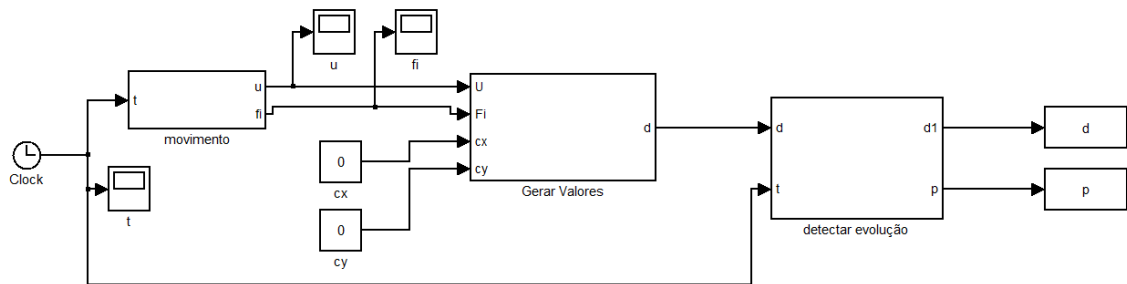 u
fi
t
u
fi
movimento
U
Fi
cx
cy
d
Gerar Valores
d
t
d1
p
detectar evolução
d
p
Clock
t
0
cx
0
cy